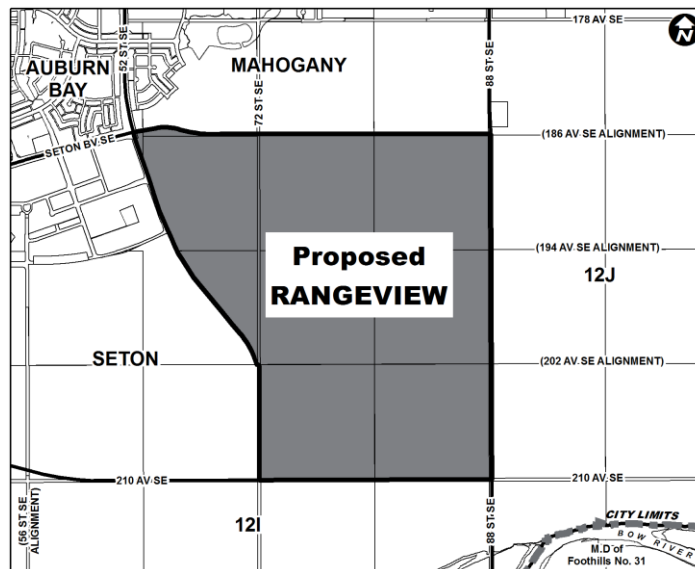 178 AV SE
N
52 ST SE
AUBURN
BAY
MAHOGANY
72 ST SE
88 ST SE
SETON BV SE
(186 AV SE ALIGNMENT)
(194 AV SE ALIGNMENT)
Proposed
RANGEVIEW
12J
SETON
(202 AV SE ALIGNMENT)
210 AV SE
210 AV SE
(56 ST SE
ALIGNMENT)
12I
88 ST SE
CITY LIMITS
BOW RIVER
M.D of
Foothills No. 31